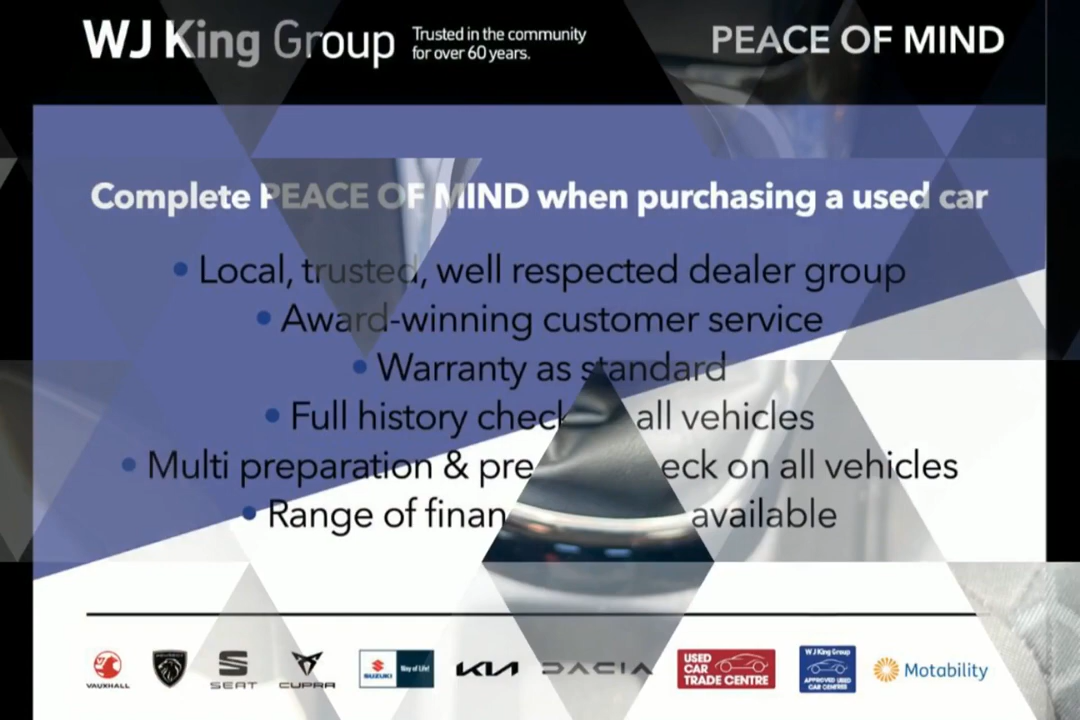 WJ King Group
Trusted in the community
for over 60 years.
PEACE OF MIND
Complete PEACE OF MIND when purchasing a used car
• Local, trusted, well respected dealer group
• Award-winning customer service
• Warranty as standard
• Full history check all vehicles
• Multi preparation & pre eck on all vehicles
• Range of finan available
VAUXHALL
SEAT
CUPRA
SUZUKI
Way of Life!
KIA
DACIA
USED
CAR
TRADE CENTRE
WJ King Group
APPROVED USED
CAR CENTRES
Motability